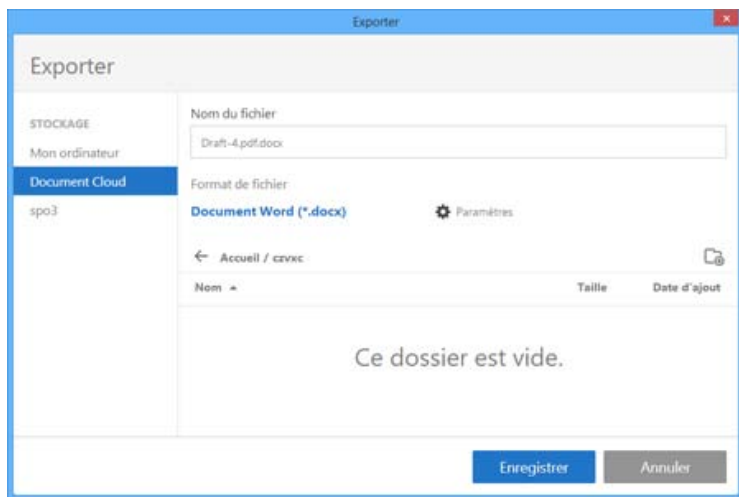 Exporter
Exporter
STOCKAGE
Mon ordinateur
Document Cloud
spo3
Nom du fichier
Draft-4.pdf.docx
Format de fichier
Document Word (*.docx)
Paramètres
Accueil / czvxc
Nom
Taille
Date d'ajout
Ce dossier est vide.
Enregistrer
Annuler